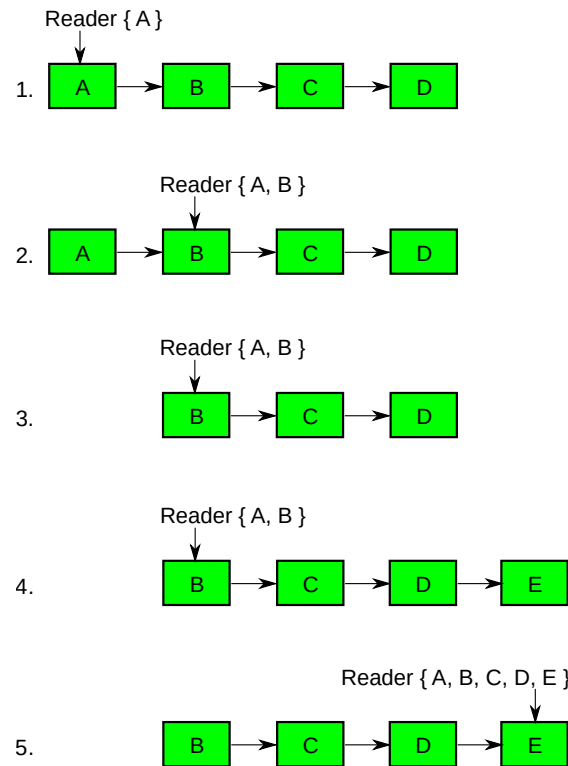 Reader { A }
1. A B C D
Reader { A, B }
2. A B C D
Reader { A, B }
3. B C D
Reader { A, B }
4. B C D E
Reader { A, B, C, D, E }
5. B C D E